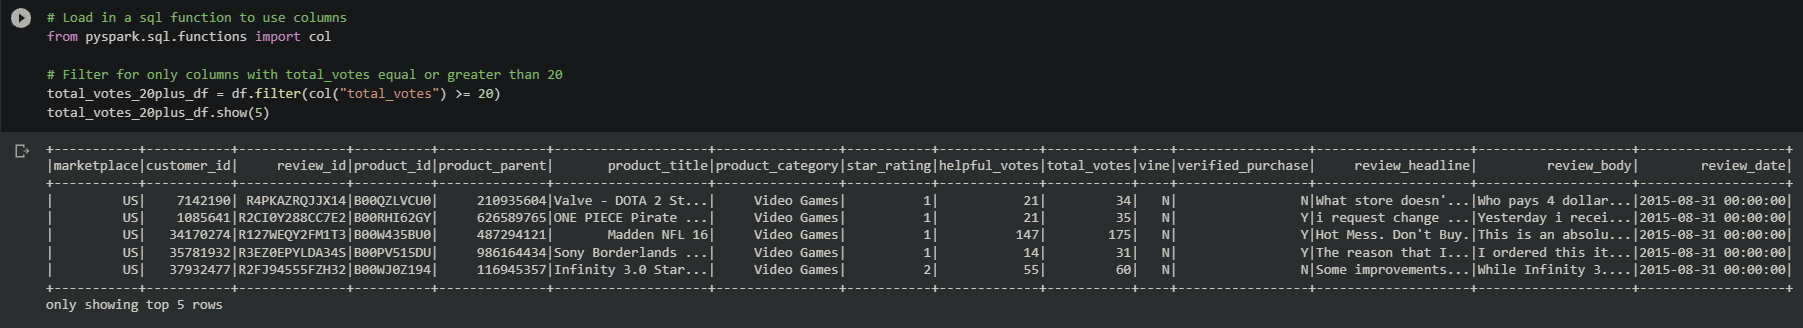 # Load in a sql function to use columns
from pyspark.sql.functions import col
# Filter for only columns with total_votes equal or greater than 20
total_votes_20plus_df = df.filter(col("total_votes") >= 20)
total_votes_20plus_df.show(5)
+-----------+-----------+--------------+----------+--------------+--------------------+----------------+-----------+-------------+-----------+----+-----------------+--------------------+--------------------+-------------------+
|marketplace|customer_id|     review_id|product_id|product_parent|       product_title|product_category|star_rating|helpful_votes|total_votes|vine|verified_purchase|     review_headline|         review_body|        review_date|
+-----------+-----------+--------------+----------+--------------+--------------------+----------------+-----------+-------------+-----------+----+-----------------+--------------------+--------------------+-------------------+
|         US|    7142190| R4PKAZRQJJX14|B00QZLVCU0|     210935604|Valve - DOTA 2 St...|     Video Games|          1|           21|         34|   N|                N|What store doesn'...|Who pays 4 dollar...|2015-08-31 00:00:00|
|         US|    1085641|R2CI0Y288CC7E2|B00RHI62GY|     626589765|ONE PIECE Pirate ...|     Video Games|          1|           21|         35|   N|                Y|i request change ...|Yesterday i recei...|2015-08-31 00:00:00|
|         US|   34170274|R127WEQY2FM1T3|B00W435BU0|     487294121|       Madden NFL 16|     Video Games|          1|          147|        175|   N|                Y|Hot Mess. Don't Buy.|This is an absolu...|2015-08-31 00:00:00|
|         US|   35781932|R3EZ0EPYLDA34S|B00PV515DU|     986164434|Sony Borderlands ...|     Video Games|          1|           14|         31|   N|                Y|The reason that I...|I ordered this it...|2015-08-31 00:00:00|
|         US|   37932477|R2FJ94555FZH32|B00WJ0Z194|     116945357|Infinity 3.0 Star...|     Video Games|          2|           55|         60|   N|                N|Some improvements...|While Infinity 3....|2015-08-31 00:00:00|
+-----------+-----------+--------------+----------+--------------+--------------------+----------------+-----------+-------------+-----------+----+-----------------+--------------------+--------------------+-------------------+
only showing top 5 rows